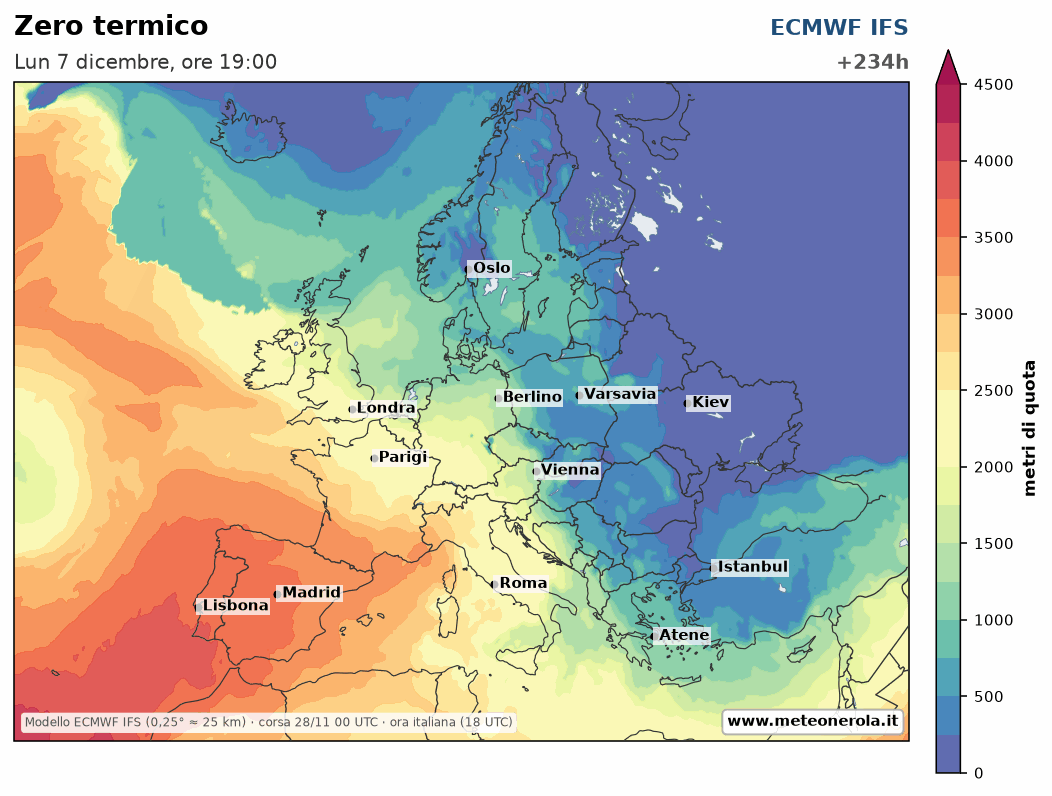 Zero termico
ECMWF IFS
Lun 7 dicembre, ore 19:00
+234h
4500
4000
3500
3000
2500
2000
1500
1000
500
0
metri di quota
Oslo
Berlino
Varsavia
Kiev
Londra
Parigi
Vienna
Istanbul
Roma
Madrid
Lisbona
Atene
Modello ECMWF IFS (0,25° ≈ 25 km) · corsa 28/11 00 UTC · ora italiana (18 UTC)
www.meteonerola.it